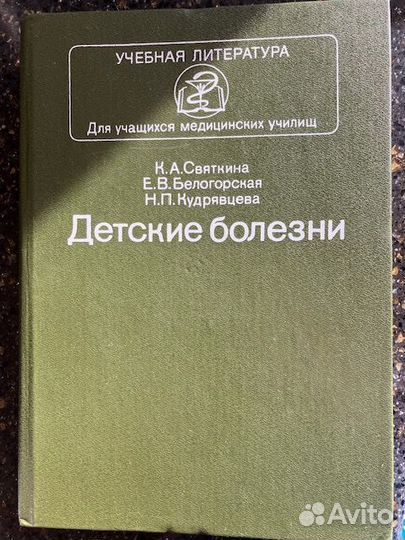 УЧЕБНАЯ ЛИТЕРАТУРА
Для учащихся медицинских училищ
К.А.Святкина
Е.В.Белогорская
Н.П.Кудрявцева
Детские болезни
Avito